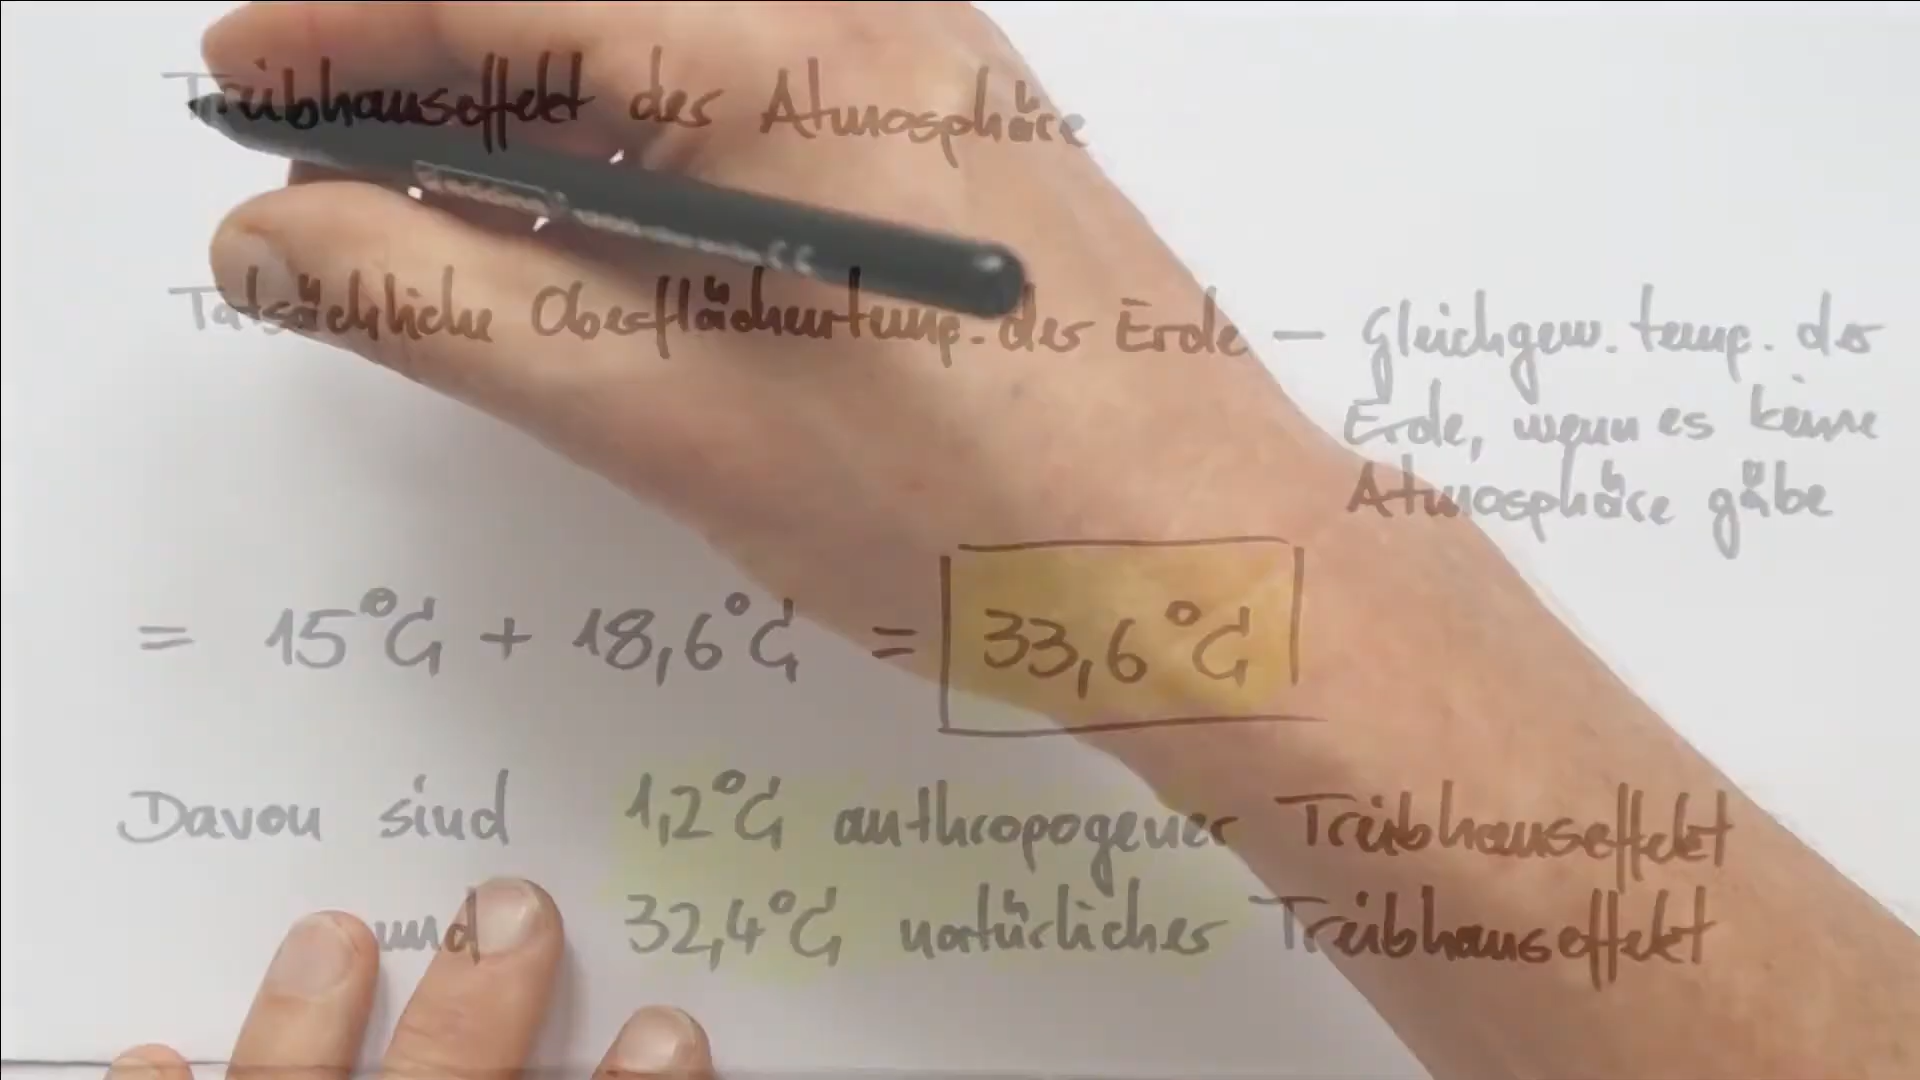 Treibhauseffekt der Atmosphäre
Tatsächliche Oberflächentemp. der Erde – Gleichgew.temp. der
Erde, wenn es keine
Atmosphäre gäbe
= 15°C + 18,6°C = 33,6°C
Davon sind 1,2°C anthropogener Treibhauseffekt
und 32,4°C natürlicher Treibhauseffekt